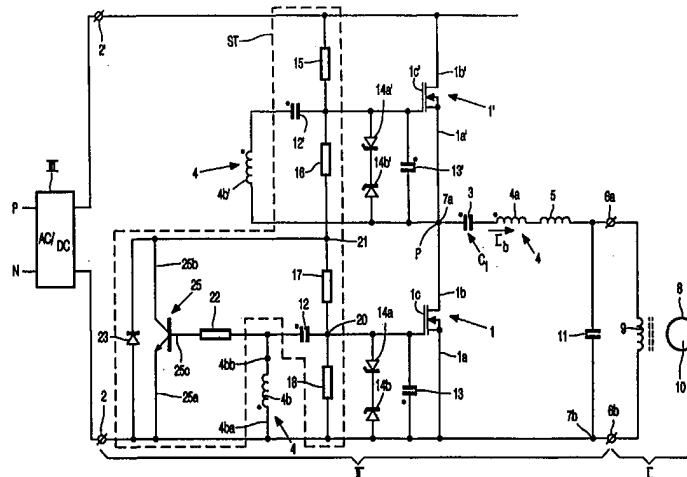 2
ST
15
1c'
1b'
14a'
1'
12'
1a'
4
16
13'
4b'
14b'
III
7a
3
4a
5
6a
P
AC/DC
21
P
I_b
4
C_1
N
25b
25
22
17
1c
1b
8
23
12
20
14a
1
11
9
25c
4bb
1a
10
25a
18
4b
14b
13
2
4ba
4
7b
6b
II
I